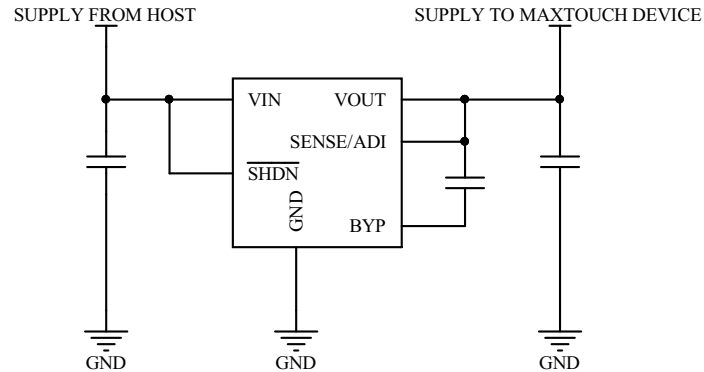 SUPPLY FROM HOST
SUPPLY TO MAXTOUCH DEVICE
VIN
VOUT
SENSE/ADI
SHDN
GND
BYP
GND
GND
GND